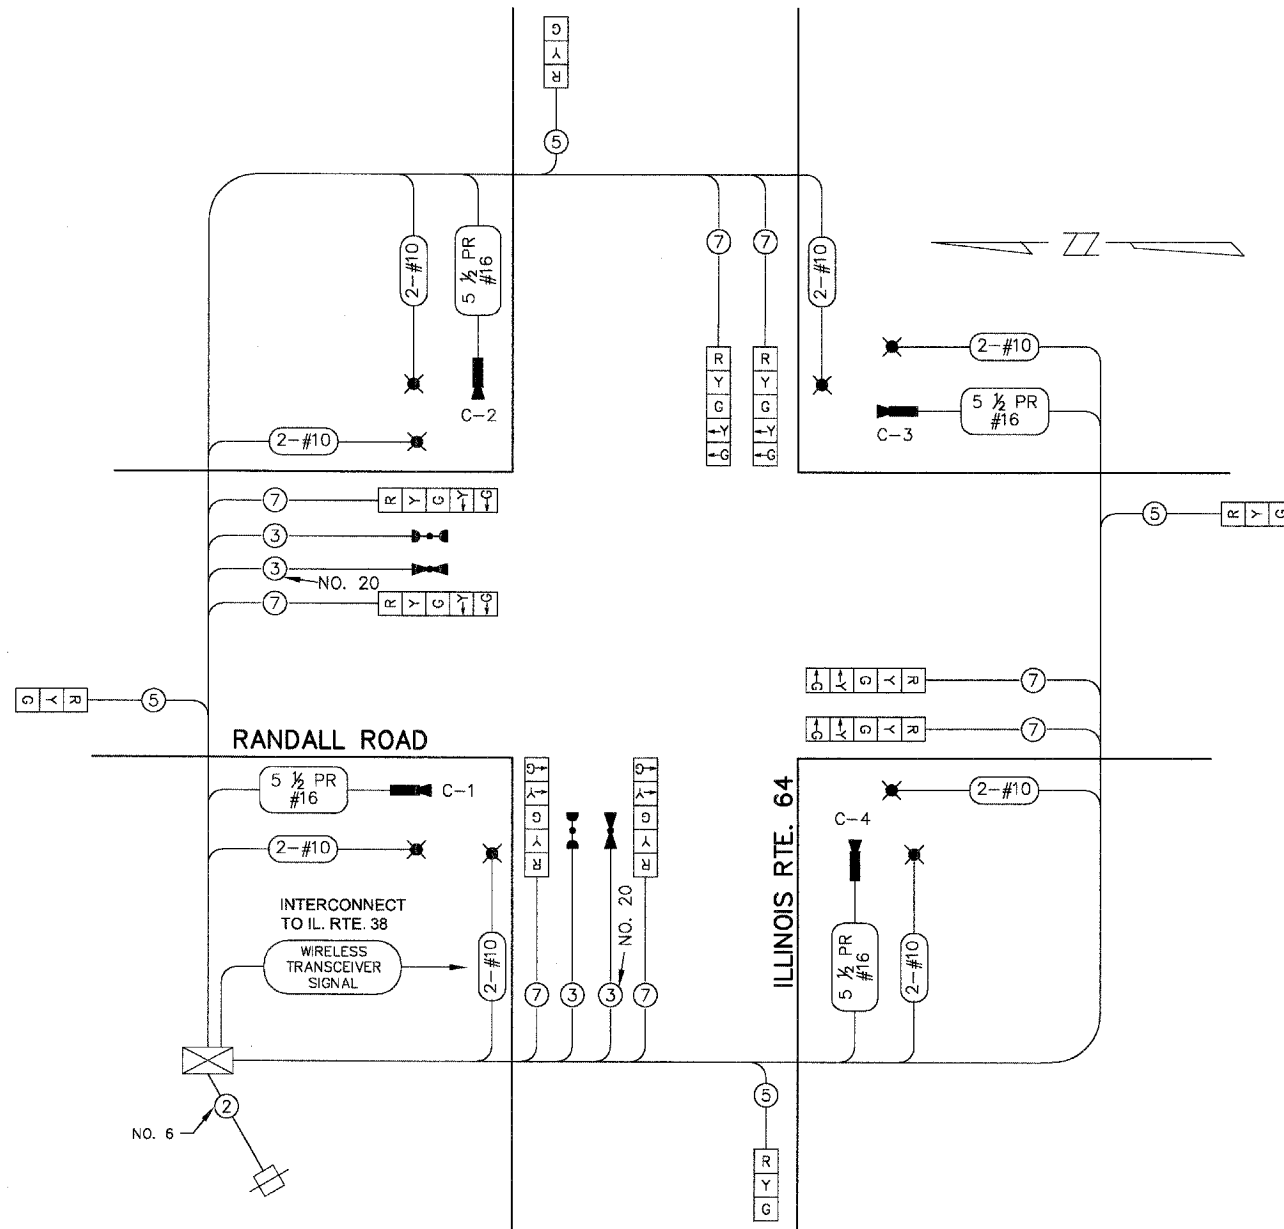 G
Y
R
5
7
7
2-#10
5 ½ PR
#16
2-#10
C-2
2-#10
R
Y
G
Y
G
R
Y
G
Y
G
Z
2-#10
5 ½ PR
#16
C-3
2-#10
7
R Y G Y G
3
3
NO. 20
7
R Y G Y G
5
R Y G
G Y R
5
G Y G Y R
7
G Y G Y R
7
RANDALL ROAD
5 ½ PR
#16
C-1
2-#10
INTERCONNECT
TO IL. RTE. 38
WIRELESS
TRANSCEIVER
SIGNAL
2-#10
G
Y
G
Y
R
G
Y
G
Y
R
NO. 20
7
3
3
7
ILLINOIS RTE. 64
C-4
5 ½ PR
#16
2-#10
2-#10
5
R
Y
G
2
NO. 6